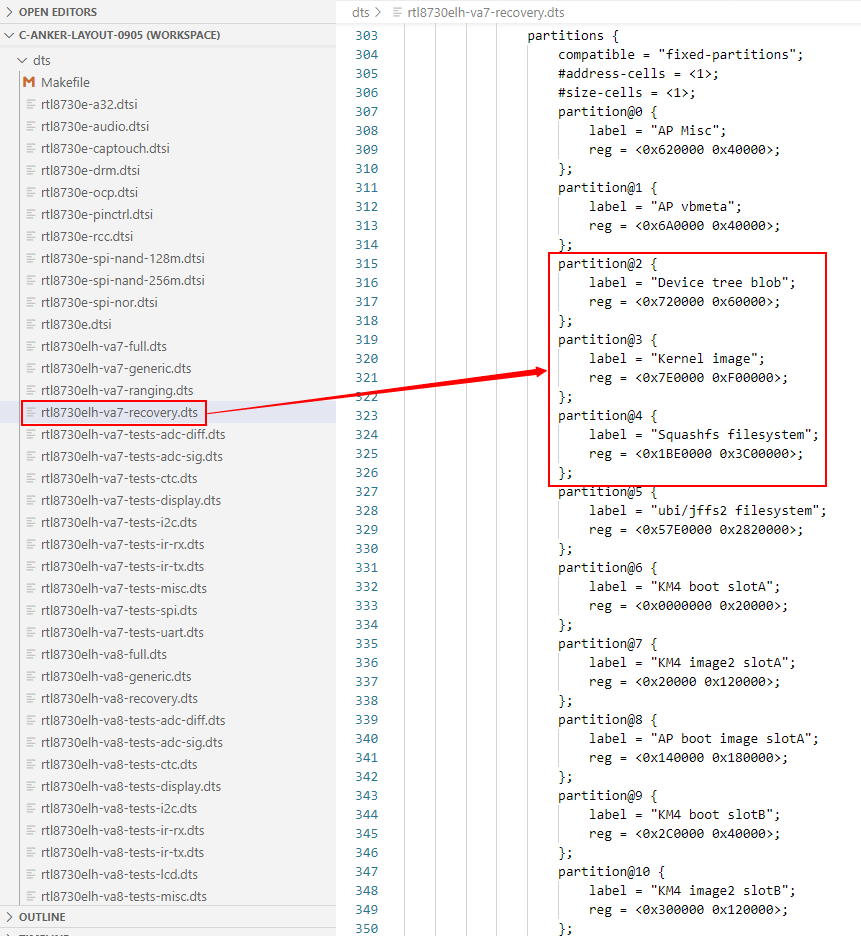 OPEN EDITORS
C-ANKER-LAYOUT-0905 (WORKSPACE)
dts
M Makefile
rtl8730e-a32.dtsi
rtl8730e-audio.dtsi
rtl8730e-captouch.dtsi
rtl8730e-drm.dtsi
rtl8730e-ocp.dtsi
rtl8730e-pinctrl.dtsi
rtl8730e-rcc.dtsi
rtl8730e-spi-nand-128m.dtsi
rtl8730e-spi-nand-256m.dtsi
rtl8730e-spi-nor.dtsi
rtl8730e.dtsi
rtl8730elh-va7-full.dts
rtl8730elh-va7-generic.dts
rtl8730elh-va7-ranging.dts
rtl8730elh-va7-recovery.dts
rtl8730elh-va7-tests-adc-diff.dts
rtl8730elh-va7-tests-adc-sig.dts
rtl8730elh-va7-tests-ctc.dts
rtl8730elh-va7-tests-display.dts
rtl8730elh-va7-tests-i2c.dts
rtl8730elh-va7-tests-ir-rx.dts
rtl8730elh-va7-tests-ir-tx.dts
rtl8730elh-va7-tests-misc.dts
rtl8730elh-va7-tests-spi.dts
rtl8730elh-va7-tests-uart.dts
rtl8730elh-va8-full.dts
rtl8730elh-va8-generic.dts
rtl8730elh-va8-recovery.dts
rtl8730elh-va8-tests-adc-diff.dts
rtl8730elh-va8-tests-adc-sig.dts
rtl8730elh-va8-tests-ctc.dts
rtl8730elh-va8-tests-display.dts
rtl8730elh-va8-tests-i2c.dts
rtl8730elh-va8-tests-ir-rx.dts
rtl8730elh-va8-tests-ir-tx.dts
rtl8730elh-va8-tests-lcd.dts
rtl8730elh-va8-tests-misc.dts
OUTLINE
dts > rtl8730elh-va7-recovery.dts
303 partitions {
304 compatible = "fixed-partitions";
305 #address-cells = <1>;
306 #size-cells = <1>;
307 partition@0 {
308 label = "AP Misc";
309 reg = <0x620000 0x40000>;
310 };
311 partition@1 {
312 label = "AP vbmeta";
313 reg = <0x6A0000 0x40000>;
314 };
315 partition@2 {
316 label = "Device tree blob";
317 reg = <0x720000 0x60000>;
318 };
319 partition@3 {
320 label = "Kernel image";
321 reg = <0x7E0000 0xF00000>;
322 };
323 partition@4 {
324 label = "Squashfs filesystem";
325 reg = <0x1BE0000 0x3C00000>;
326 };
327 partition@5 {
328 label = "ubi/jffs2 filesystem";
329 reg = <0x57E0000 0x2820000>;
330 };
331 partition@6 {
332 label = "KM4 boot slotA";
333 reg = <0x0000000 0x20000>;
334 };
335 partition@7 {
336 label = "KM4 image2 slotA";
337 reg = <0x20000 0x120000>;
338 };
339 partition@8 {
340 label = "AP boot image slotA";
341 reg = <0x140000 0x180000>;
342 };
343 partition@9 {
344 label = "KM4 boot slotB";
345 reg = <0x2C0000 0x40000>;
346 };
347 partition@10 {
348 label = "KM4 image2 slotB";
349 reg = <0x300000 0x120000>;
350 };